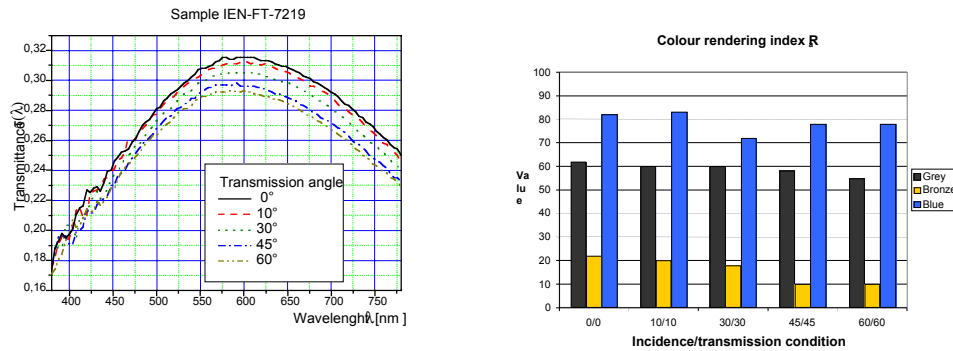 Sample IEN-FT-7219
Transmittance τ(λ)
0,32
0,30
0,28
0,26
0,24
0,22
0,20
0,18
0,16
400 450 500 550 600 650 700 750
Wavelenght λ [nm ]
Transmission angle
0°
10°
30°
45°
60°
Colour rendering index R
Value
100
90
80
70
60
50
40
30
20
10
0
0/0 10/10 30/30 45/45 60/60
Incidence/transmission condition
Grey
Bronze
Blue